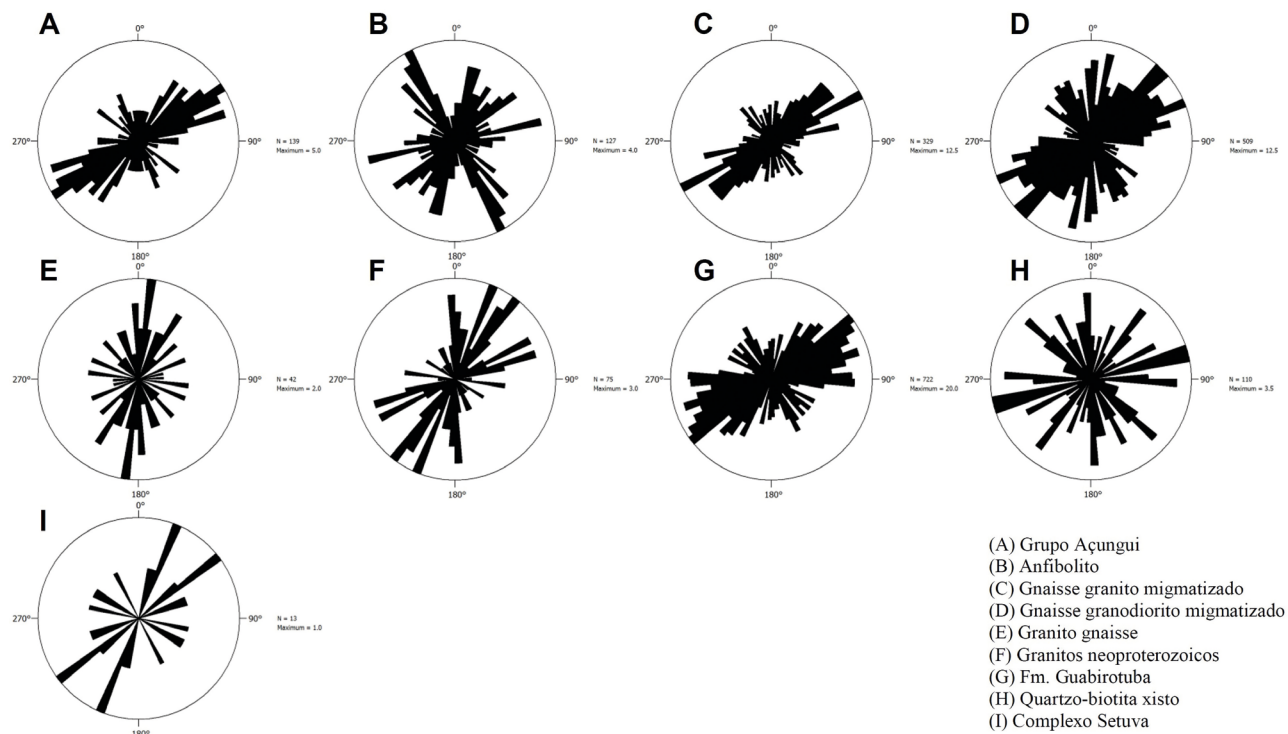 A
0°
270°
90°
180°
N = 139
Maximum = 5.0
B
0°
270°
90°
180°
N = 127
Maximum = 4.0
C
0°
270°
90°
180°
N = 329
Maximum = 12.5
D
0°
270°
90°
180°
N = 509
Maximum = 12.5
E
0°
270°
90°
180°
N = 42
Maximum = 2.0
F
0°
270°
90°
180°
N = 75
Maximum = 3.0
G
0°
270°
90°
180°
N = 722
Maximum = 20.0
H
0°
270°
90°
180°
N = 110
Maximum = 3.5
I
0°
270°
90°
180°
N = 13
Maximum = 1.0
(A) Grupo Açungui
(B) Anfibolito
(C) Gnaisse granito migmatizado
(D) Gnaisse granodiorito migmatizado
(E) Granito gnaisse
(F) Granitos neoproterozoicos
(G) Fm. Guabirotuba
(H) Quartzo-biotita xisto
(I) Complexo Setuva